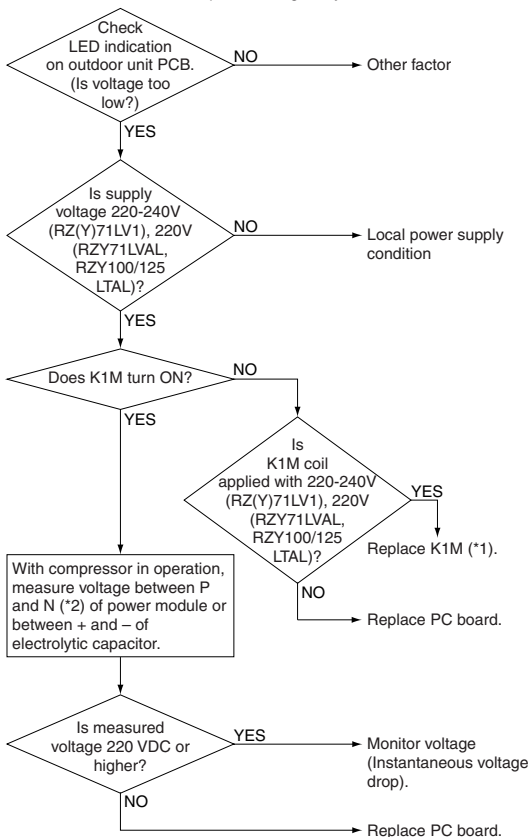 Check
LED indication
on outdoor unit PCB.
(Is voltage too
low?)
NO
Other factor
YES
Is supply
voltage 220-240V
(RZ(Y)71LV1), 220V
(RZY71LVAL,
RZY100/125
LTAL)?
NO
Local power supply
condition
YES
Does K1M turn ON?
NO
YES
Is
K1M coil
applied with 220-240V
(RZ(Y)71LV1), 220V
(RZY71LVAL,
RZY100/125
LTAL)?
YES
Replace K1M (*1).
NO
Replace PC board.
With compressor in operation,
measure voltage between P
and N (*2) of power module or
between + and – of
electrolytic capacitor.
Is measured
voltage 220 VDC or
higher?
YES
Monitor voltage
(Instantaneous voltage
drop).
NO
Replace PC board.